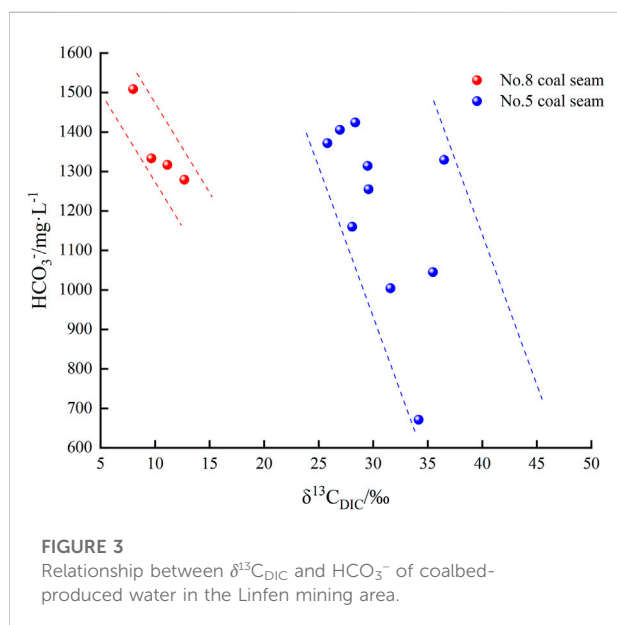 1600
1500
1400
1300
1200
1100
1000
900
800
700
600
HCO₃⁻/mg·L⁻¹
No.8 coal seam
No.5 coal seam
5 10 15 20 25 30 35 40 45 50
δ¹³C_DIC/‰
FIGURE 3
Relationship between δ¹³C_DIC and HCO₃⁻ of coalbed-
produced water in the Linfen mining area.